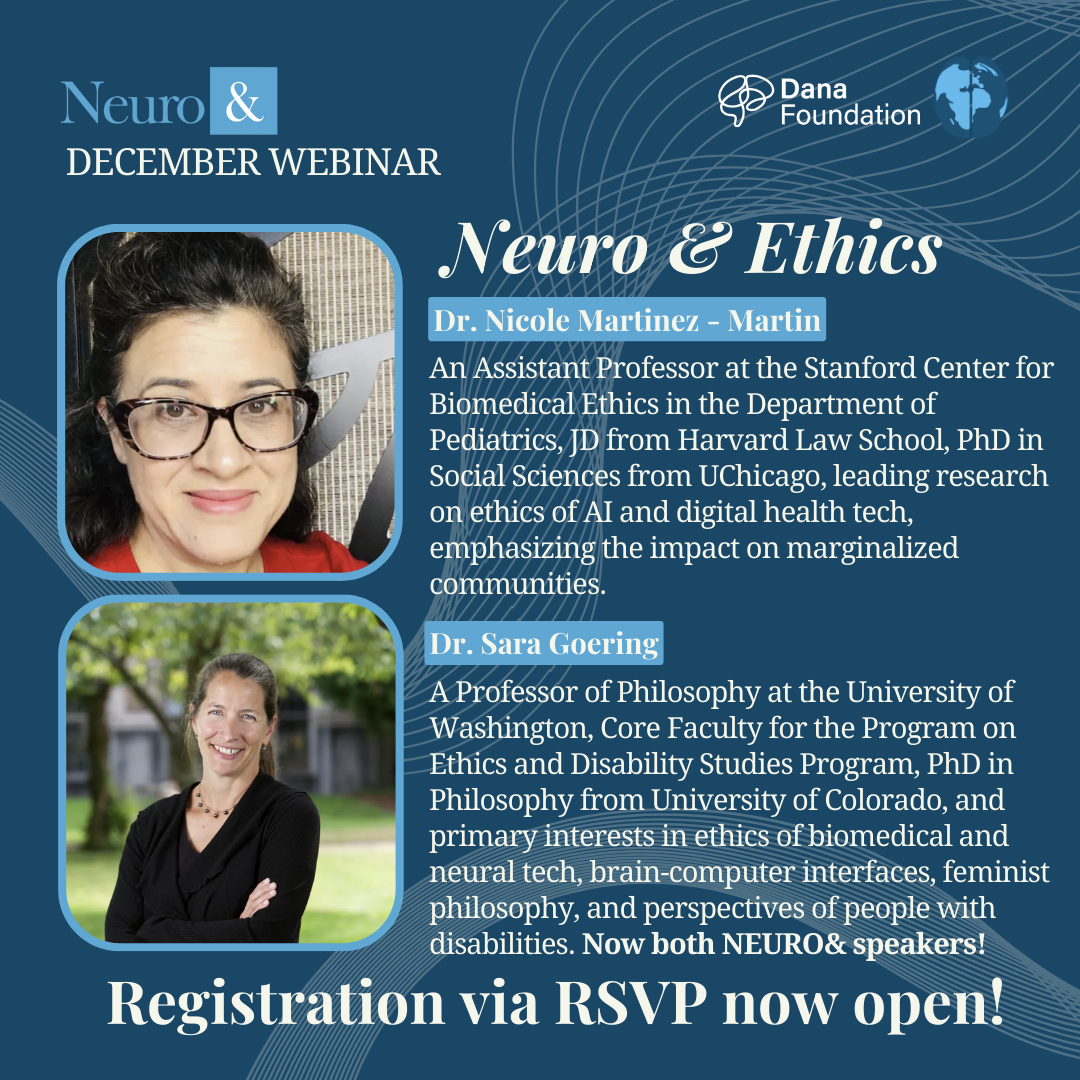 Neuro &
DECEMBER WEBINAR
Dana
Foundation
Neuro & Ethics
Dr. Nicole Martinez - Martin
An Assistant Professor at the Stanford Center for
Biomedical Ethics in the Department of
Pediatrics, JD from Harvard Law School, PhD in
Social Sciences from UChicago, leading research
on ethics of AI and digital health tech,
emphasizing the impact on marginalized
communities.
Dr. Sara Goering
A Professor of Philosophy at the University of
Washington, Core Faculty for the Program on
Ethics and Disability Studies Program, PhD in
Philosophy from University of Colorado, and
primary interests in ethics of biomedical and
neural tech, brain-computer interfaces, feminist
philosophy, and perspectives of people with
disabilities. Now both NEURO& speakers!
Registration via RSVP now open!